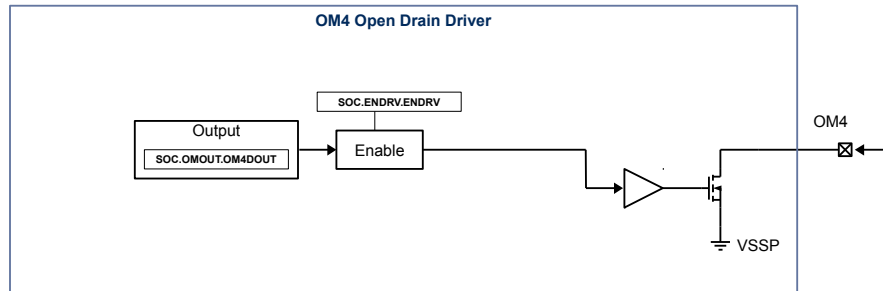 OM4 Open Drain Driver
SOC.ENDRV.ENDRV
OM4
Output
Enable
SOC.OMOUT.OM4DOUT
VSSP